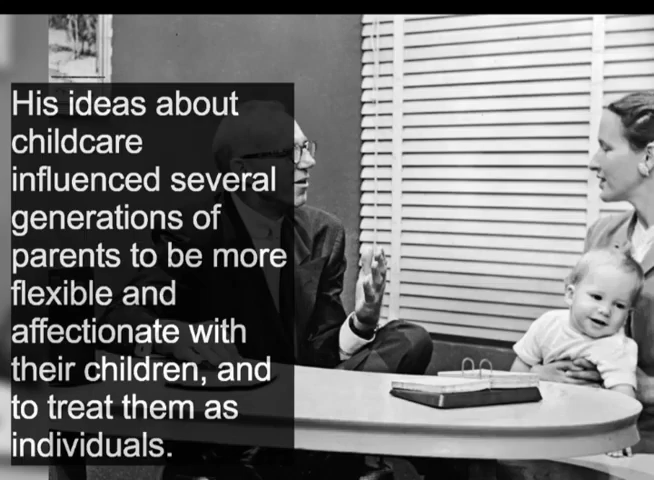 His ideas about
childcare
influenced several
generations of
parents to be more
flexible and
affectionate with
their children, and
to treat them as
individuals.